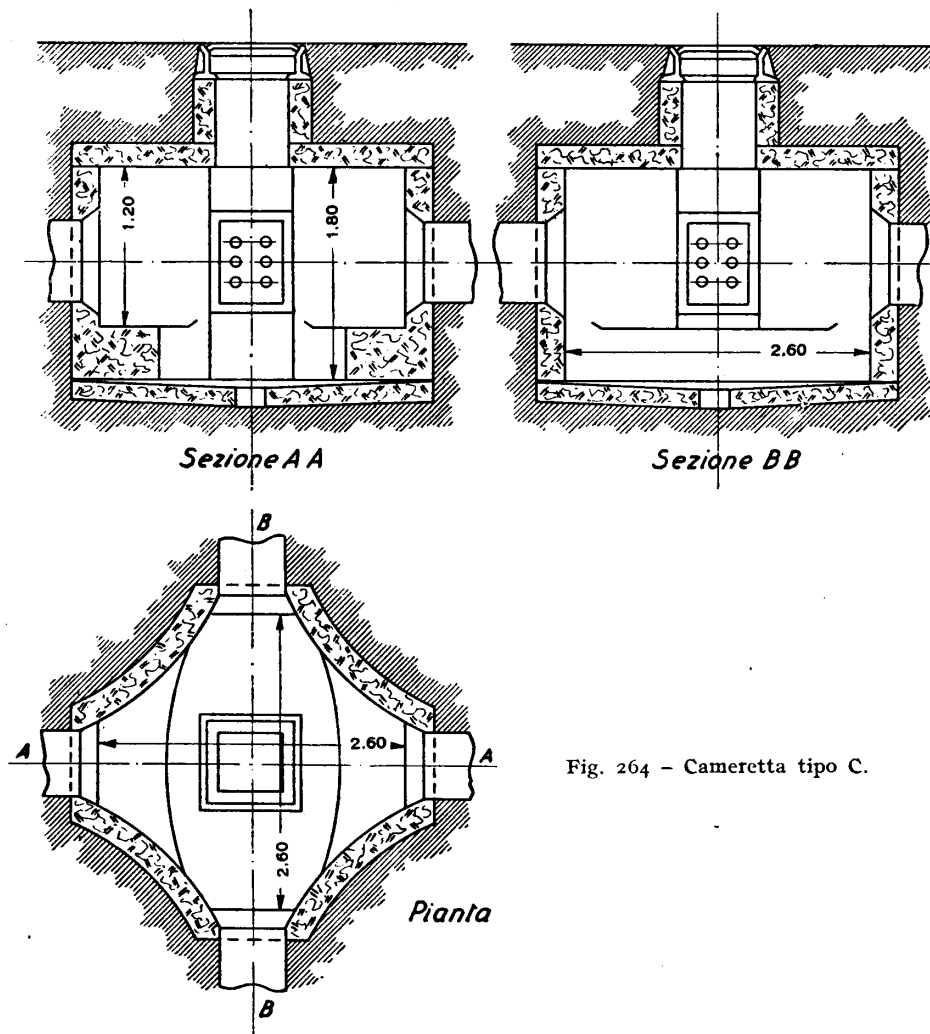 1.20
1.80
2.60
Sezione A A
Sezione B B
B
A
2.60
A
2.60
B
Pianta
Fig. 264 – Cameretta tipo C.